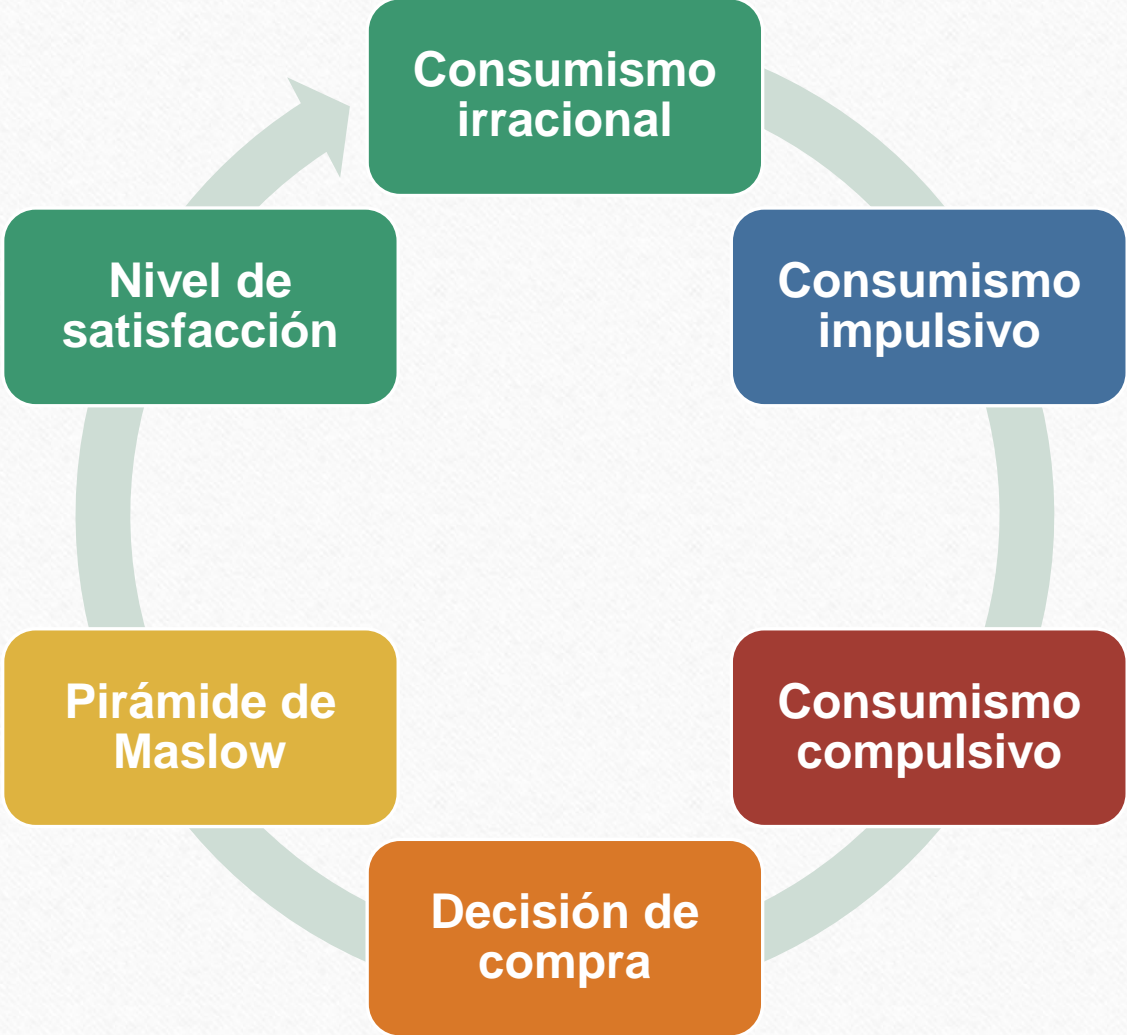 Consumismo
irracional
Consumismo
impulsivo
Consumismo
compulsivo
Decisión de
compra
Pirámide de
Maslow
Nivel de
satisfacción